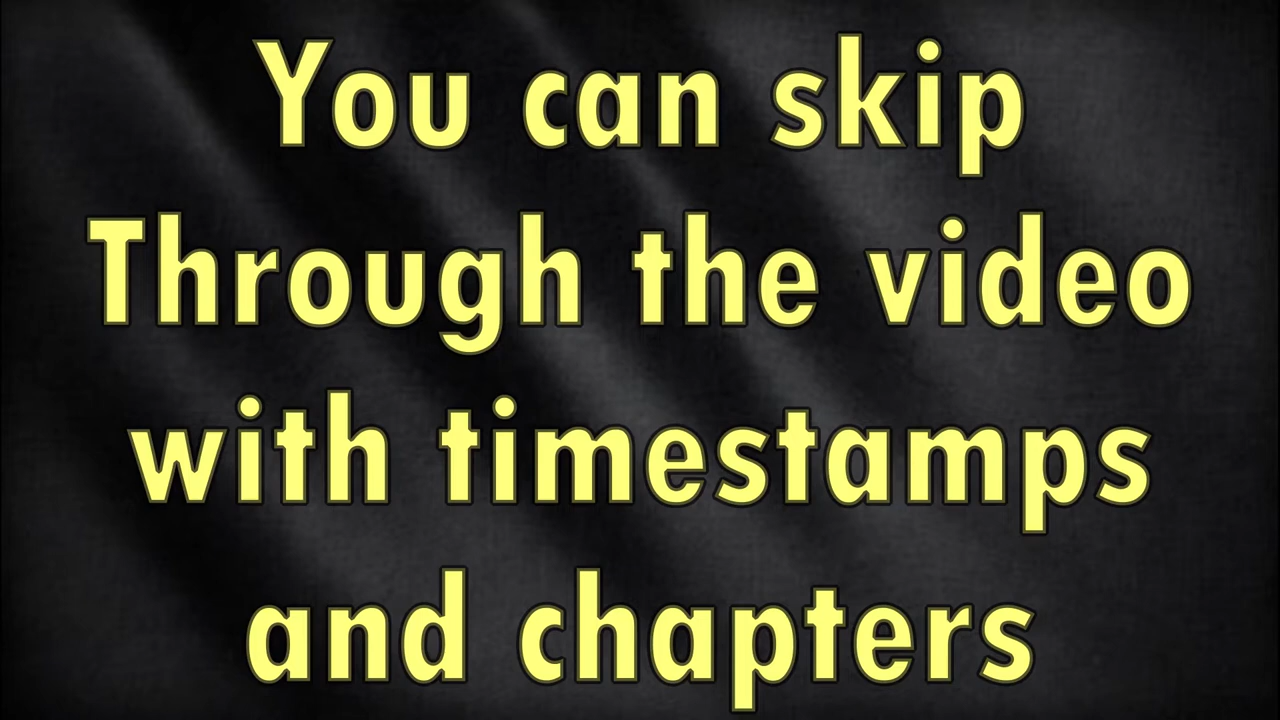 You can skip
Through the video
with timestamps
and chapters